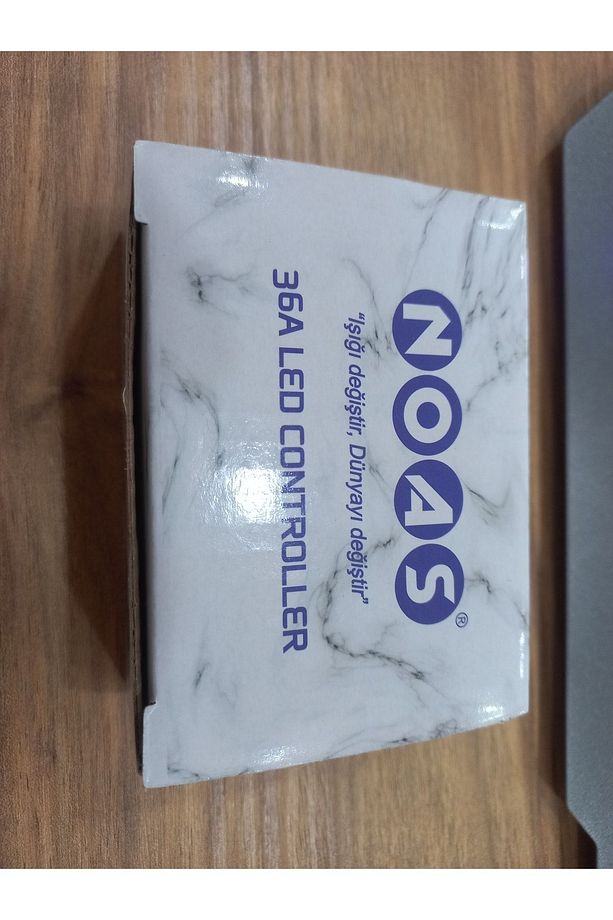 NOAS®
"Işığı değiştir, Dünyayı değiştir"
36A LED CONTROLLER